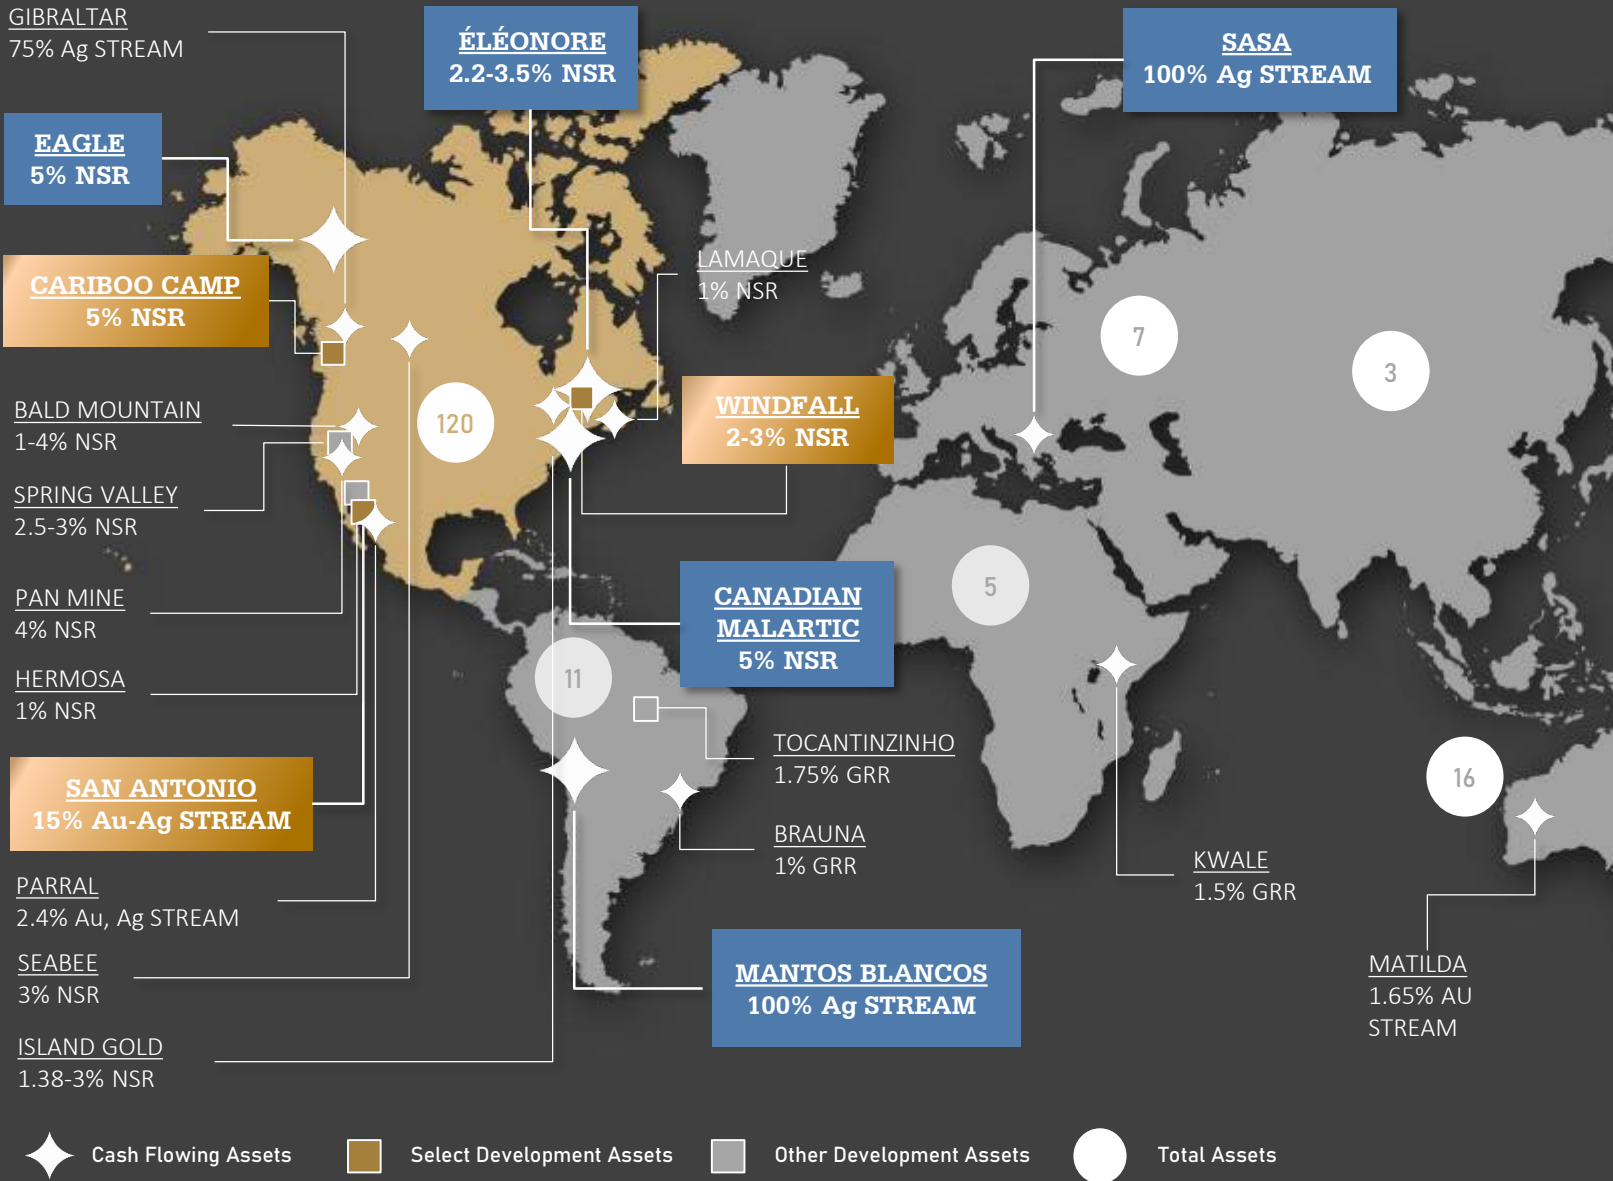 GIBRALTAR
75% Ag STREAM
ÉLÉONORE
2.2-3.5% NSR
SASA
100% Ag STREAM
EAGLE
5% NSR
LAMAQUE
1% NSR
CARIBOO CAMP
5% NSR
7
3
BALD MOUNTAIN
1-4% NSR
120
WINDFALL
2-3% NSR
SPRING VALLEY
2.5-3% NSR
5
PAN MINE
4% NSR
CANADIAN
MALARTIC
5% NSR
HERMOSA
1% NSR
11
TOCANTINZINHO
1.75% GRR
16
SAN ANTONIO
15% Au-Ag STREAM
BRAUNA
1% GRR
KWALE
1.5% GRR
PARRAL
2.4% Au, Ag STREAM
SEABEE
3% NSR
MANTOS BLANCOS
100% Ag STREAM
MATILDA
1.65% AU
STREAM
ISLAND GOLD
1.38-3% NSR
Cash Flowing Assets
Select Development Assets
Other Development Assets
Total Assets